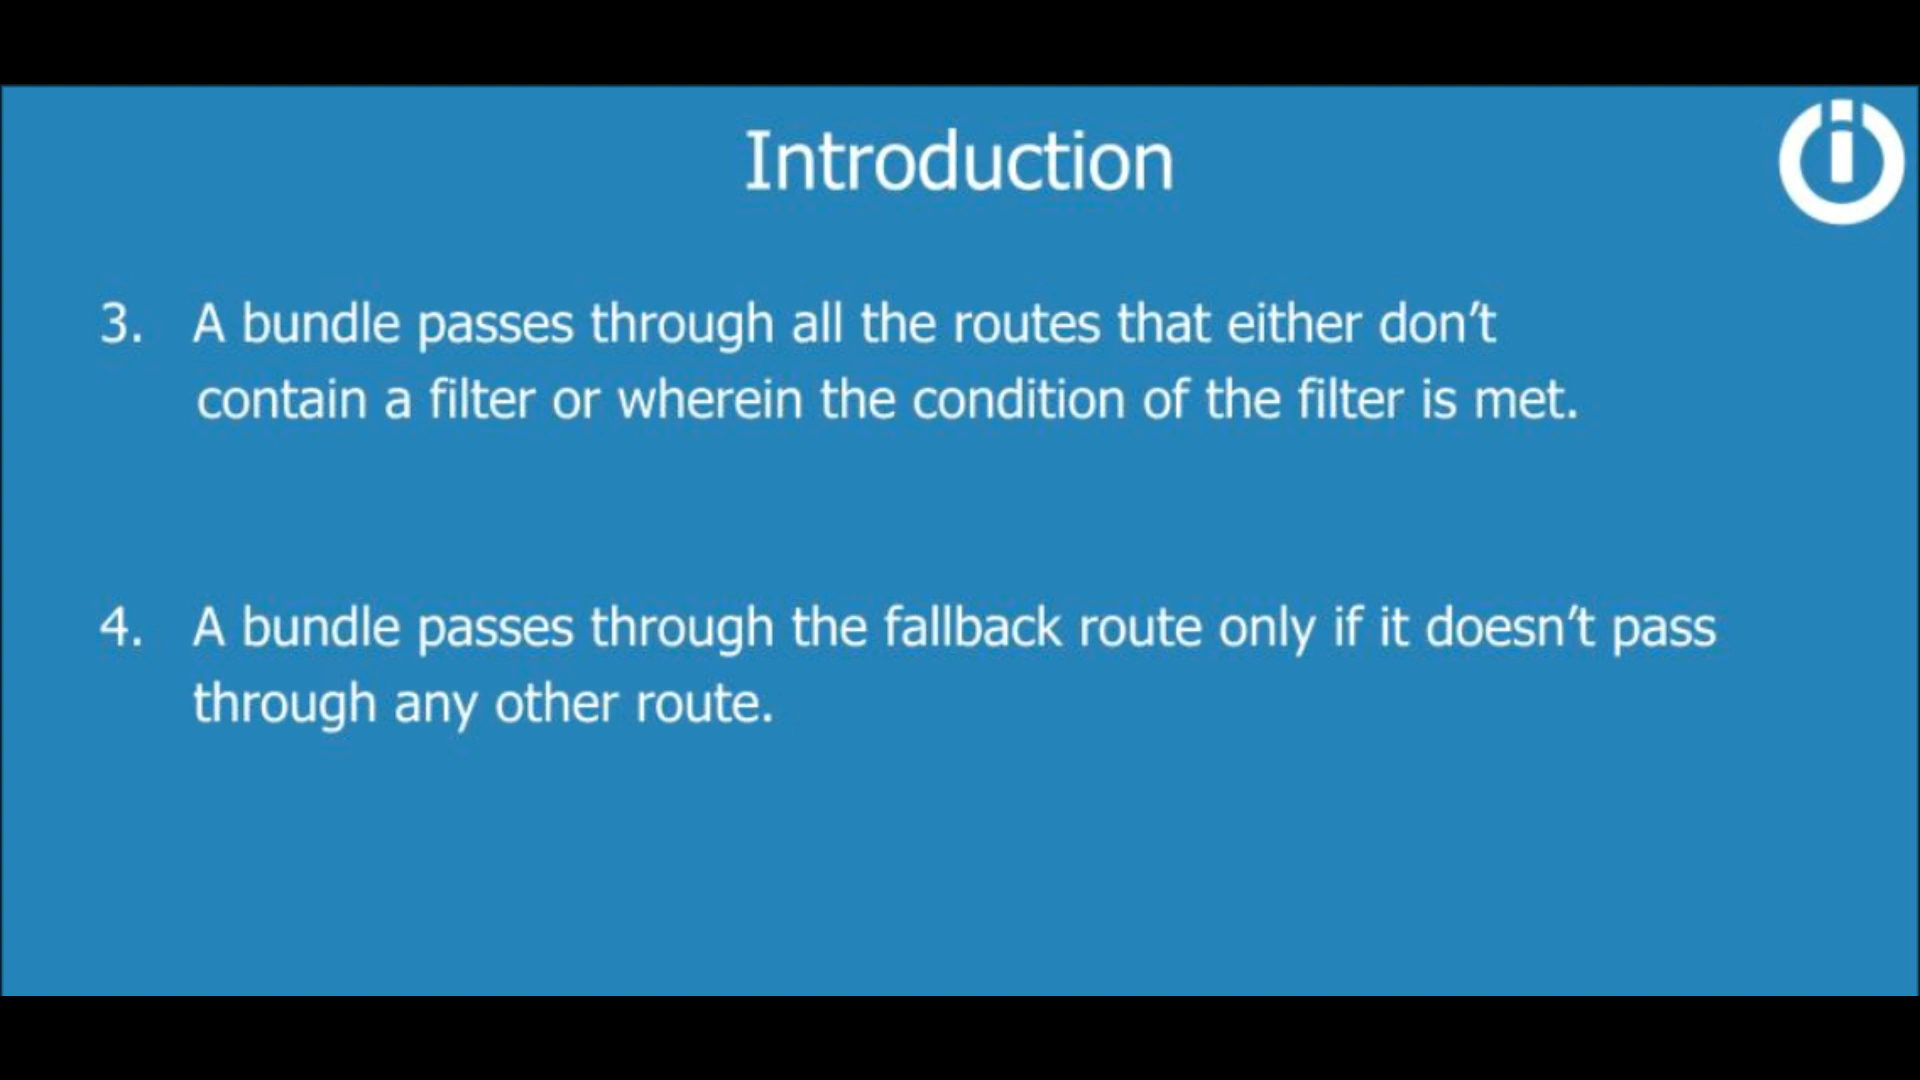 Introduction
3. A bundle passes through all the routes that either don’t
contain a filter or wherein the condition of the filter is met.
4. A bundle passes through the fallback route only if it doesn’t pass
through any other route.